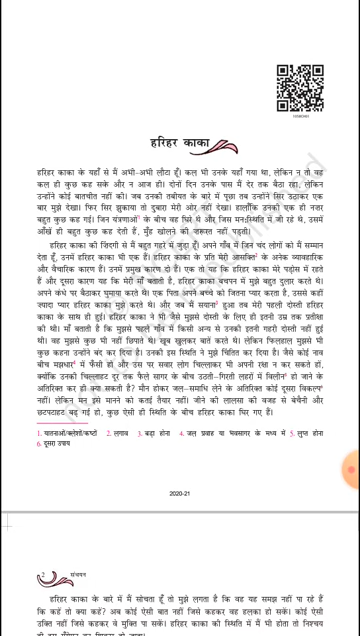 हरिहर काका
हरिहर काका के यहाँ से मैं अभी-अभी लौटा हूँ। कल भी उनके यहाँ गया था, लेकिन न तो वह
कल ही कुछ कह सके और न आज ही। दोनों दिन उनके पास मैं देर तक बैठा रहा, लेकिन
उन्होंने कोई बातचीत नहीं की। जब उनकी तबीयत के बारे में पूछा तब उन्होंने सिर उठाकर एक
बार मुझे देखा। फिर सिर झुकाया तो दुबारा मेरी ओर नहीं देखा। हालाँकि उनकी एक ही नज़र
बहुत कुछ कह गई। जिन यंत्रणाओं1 के बीच वह घिरे थे और जिस मन:स्थिति में जी रहे थे, उसमें
आँखें ही बहुत कुछ कह देती हैं, मुँह खोलने की ज़रूरत नहीं पड़ती।
हरिहर काका की ज़िंदगी से मैं बहुत गहरे में जुड़ा हूँ। अपने गाँव में जिन चंद लोगों को मैं सम्मान
देता हूँ, उनमें हरिहर काका भी एक हैं। हरिहर काका के प्रति मेरी आसक्ति2 के अनेक व्यावहारिक
और वैचारिक कारण हैं। उनमें प्रमुख कारण दो हैं। एक तो यह कि हरिहर काका मेरे पड़ोस में रहते
हैं और दूसरा कारण यह कि मेरी माँ बताती है, हरिहर काका बचपन में मुझे बहुत दुलार करते थे।
अपने कंधे पर बैठाकर घुमाया करते थे। एक पिता अपने बच्चे को जितना प्यार करता है, उससे कहीं
ज्यादा प्यार हरिहर काका मुझे करते थे। और जब मैं सयाना3 हुआ तब मेरी पहली दोस्ती हरिहर
काका के साथ ही हुई। हरिहर काका ने भी जैसे मुझसे दोस्ती के लिए ही इतनी उम्र तक प्रतीक्षा
की थी। माँ बताती है कि मुझसे पहले गाँव में किसी अन्य से उनकी इतनी गहरी दोस्ती नहीं हुई
थी। वह मुझसे कुछ भी नहीं छिपाते थे। खूब खुलकर बातें करते थे। लेकिन फ़िलहाल मुझसे भी
कुछ कहना उन्होंने बंद कर दिया है। उनकी इस स्थिति ने मुझे चिंतित कर दिया है। जैसे कोई नाव
बीच मझधार4 में फँसी हो और उस पर सवार लोग चिल्लाकर भी अपनी रक्षा न कर सकते हों,
क्योंकि उनकी चिल्लाहट दूर तक फैले सागर के बीच उठती-गिरती लहरों में विलीन5 हो जाने के
अतिरिक्त कर ही क्या सकती है? मौन होकर जल-समाधि लेने के अतिरिक्त कोई दूसरा विकल्प6
नहीं। लेकिन मन इसे मानने को कतई तैयार नहीं। जीने की लालसा की वजह से बेचैनी और
छटपटाहट बढ़ गई हो, कुछ ऐसी ही स्थिति के बीच हरिहर काका घिर गए हैं।
1. यातनाओं/क्लेशों/कष्टों 2. लगाव 3. बड़ा होना 4. जल प्रवाह या भवसागर के मध्य में 5. लुप्त होना
6. दूसरा उपाय
2020-21
2 संचयन
हरिहर काका के बारे में मैं सोचता हूँ तो मुझे लगता है कि वह यह समझ नहीं पा रहे हैं
कि कहें तो क्या कहें? अब कोई ऐसी बात नहीं जिसे कहकर वह हलका हो सकें। कोई ऐसी
उक्ति नहीं जिसे कहकर वे मुक्ति पा सकें। हरिहर काका की स्थिति में मैं भी होता तो निश्चय